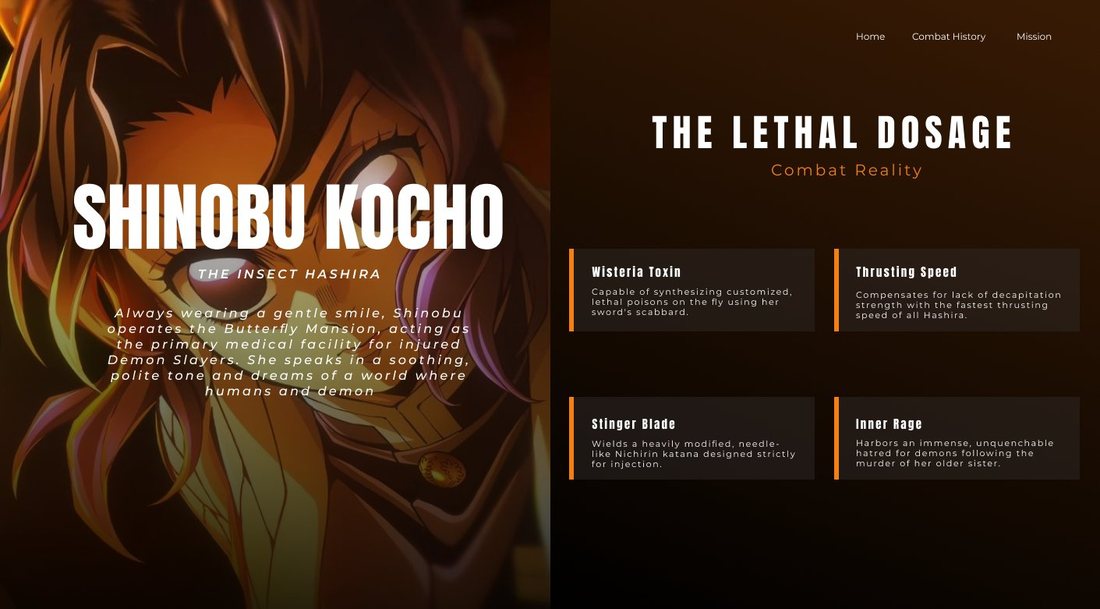 Home Combat History Mission
SHINOBU KOCHO
THE INSECT HASHIRA
Always wearing a gentle smile, Shinobu
operates the Butterfly Mansion, acting as
the primary medical facility for injured
Demon Slayers. She speaks in a soothing,
polite tone and dreams of a world where
humans and demon
THE LETHAL DOSAGE
Combat Reality
Wisteria Toxin
Capable of synthesizing customized,
lethal poisons on the fly using her
sword's scabbard.
Thrusting Speed
Compensates for lack of decapitation
strength with the fastest thrusting
speed of all Hashira.
Stinger Blade
Wields a heavily modified, needle-
like Nichirin katana designed strictly
for injection.
Inner Rage
Harbors an immense, unquenchable
hatred for demons following the
murder of her older sister.